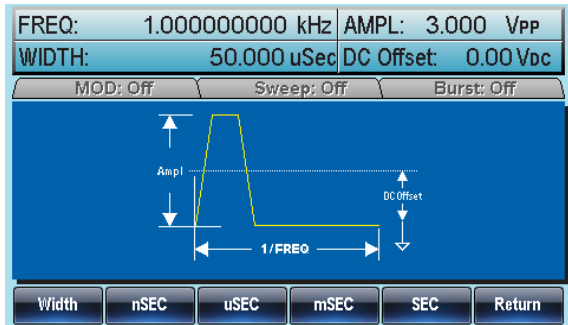 FREQ: 1.000000000 kHz AMPL: 3.000 VPP
WIDTH: 50.000 uSec DC Offset: 0.00 VDC
MOD: Off Sweep: Off Burst: Off
Ampl
DC Offset
1/FREQ
Width nSEC uSEC mSEC SEC Return